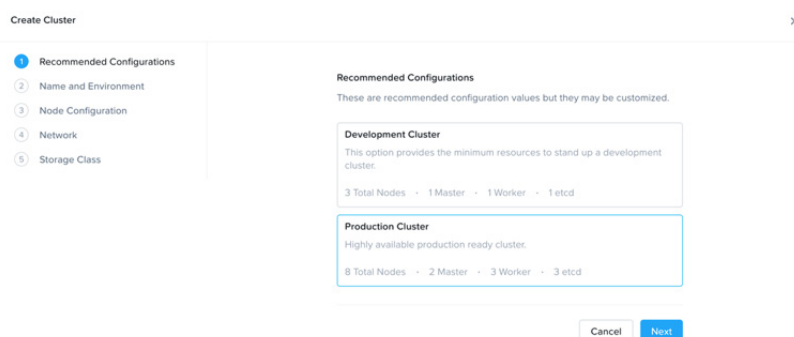 Create Cluster
1 Recommended Configurations
2 Name and Environment
3 Node Configuration
4 Network
5 Storage Class
Recommended Configurations
These are recommended configuration values but they may be customized.
Development Cluster
This option provides the minimum resources to stand up a development
cluster.
3 Total Nodes - 1 Master - 1 Worker - 1 etcd
Production Cluster
Highly available production ready cluster.
8 Total Nodes - 2 Master - 3 Worker - 3 etcd
Cancel Next